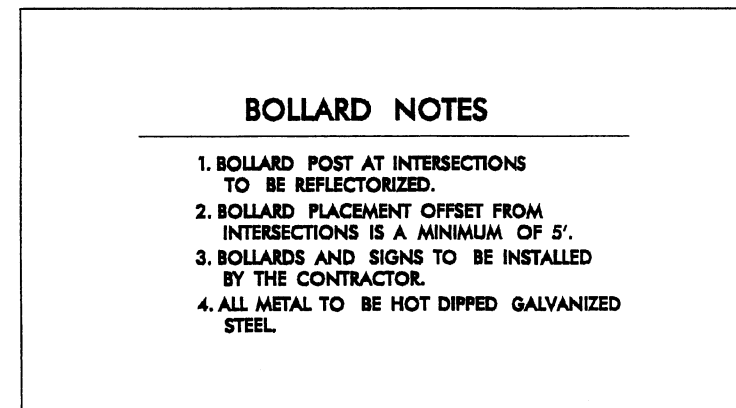 BOLLARD NOTES
1. BOLLARD POST AT INTERSECTIONS
TO BE REFLECTORIZED.
2. BOLLARD PLACEMENT OFFSET FROM
INTERSECTIONS IS A MINIMUM OF 5'.
3. BOLLARDS AND SIGNS TO BE INSTALLED
BY THE CONTRACTOR.
4. ALL METAL TO BE HOT DIPPED GALVANIZED
STEEL.